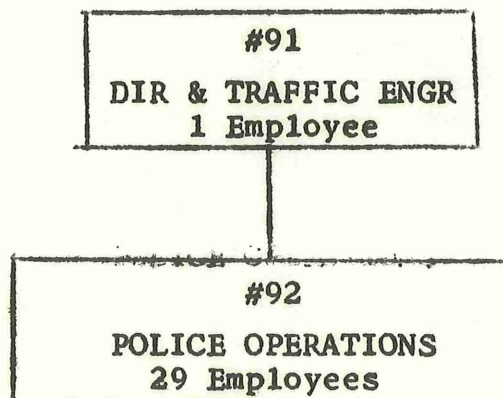 #91
DIR & TRAFFIC ENGR
1 Employee
#92
POLICE OPERATIONS
29 Employees